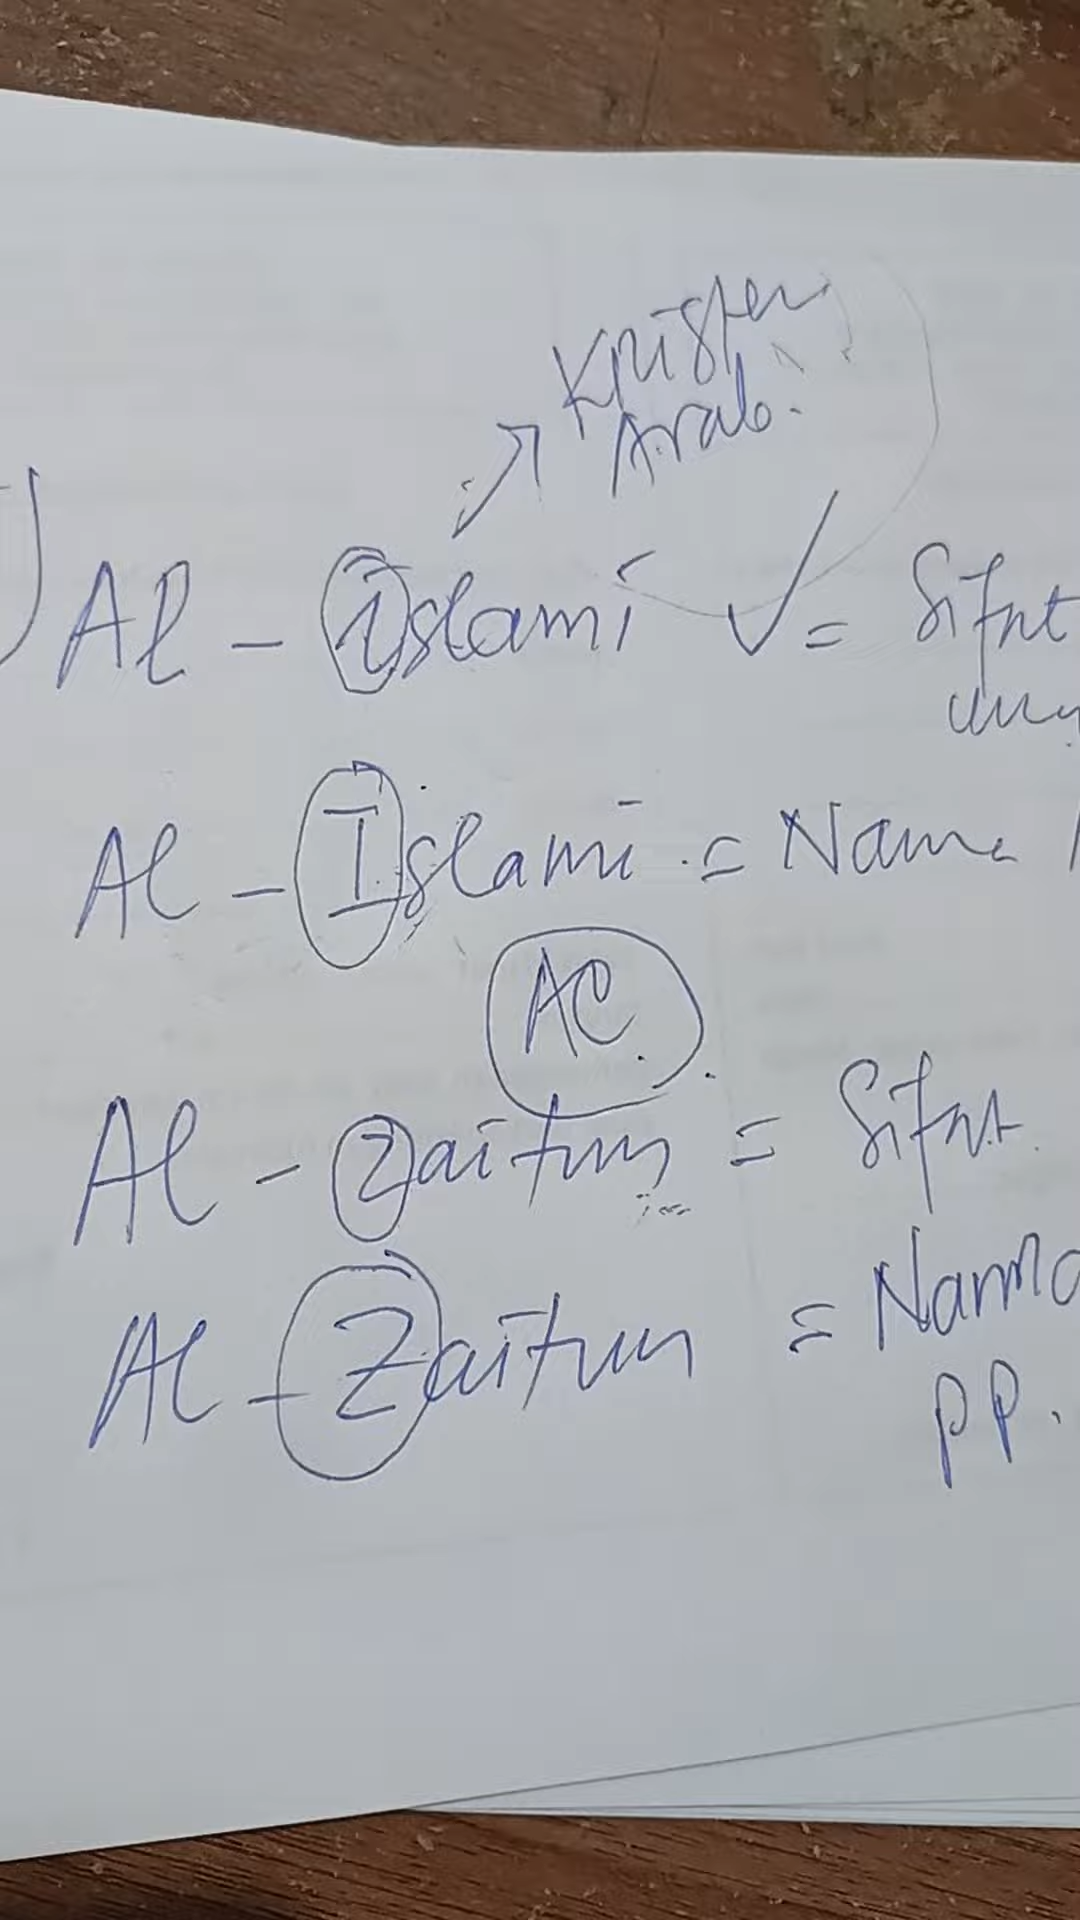 Kristen
Arab.
Al - islami ✓ = Sifat
Al - Islami = Nama
Al
Al - zaitun = Sifat
Al - Zaitun = Nama
PP.